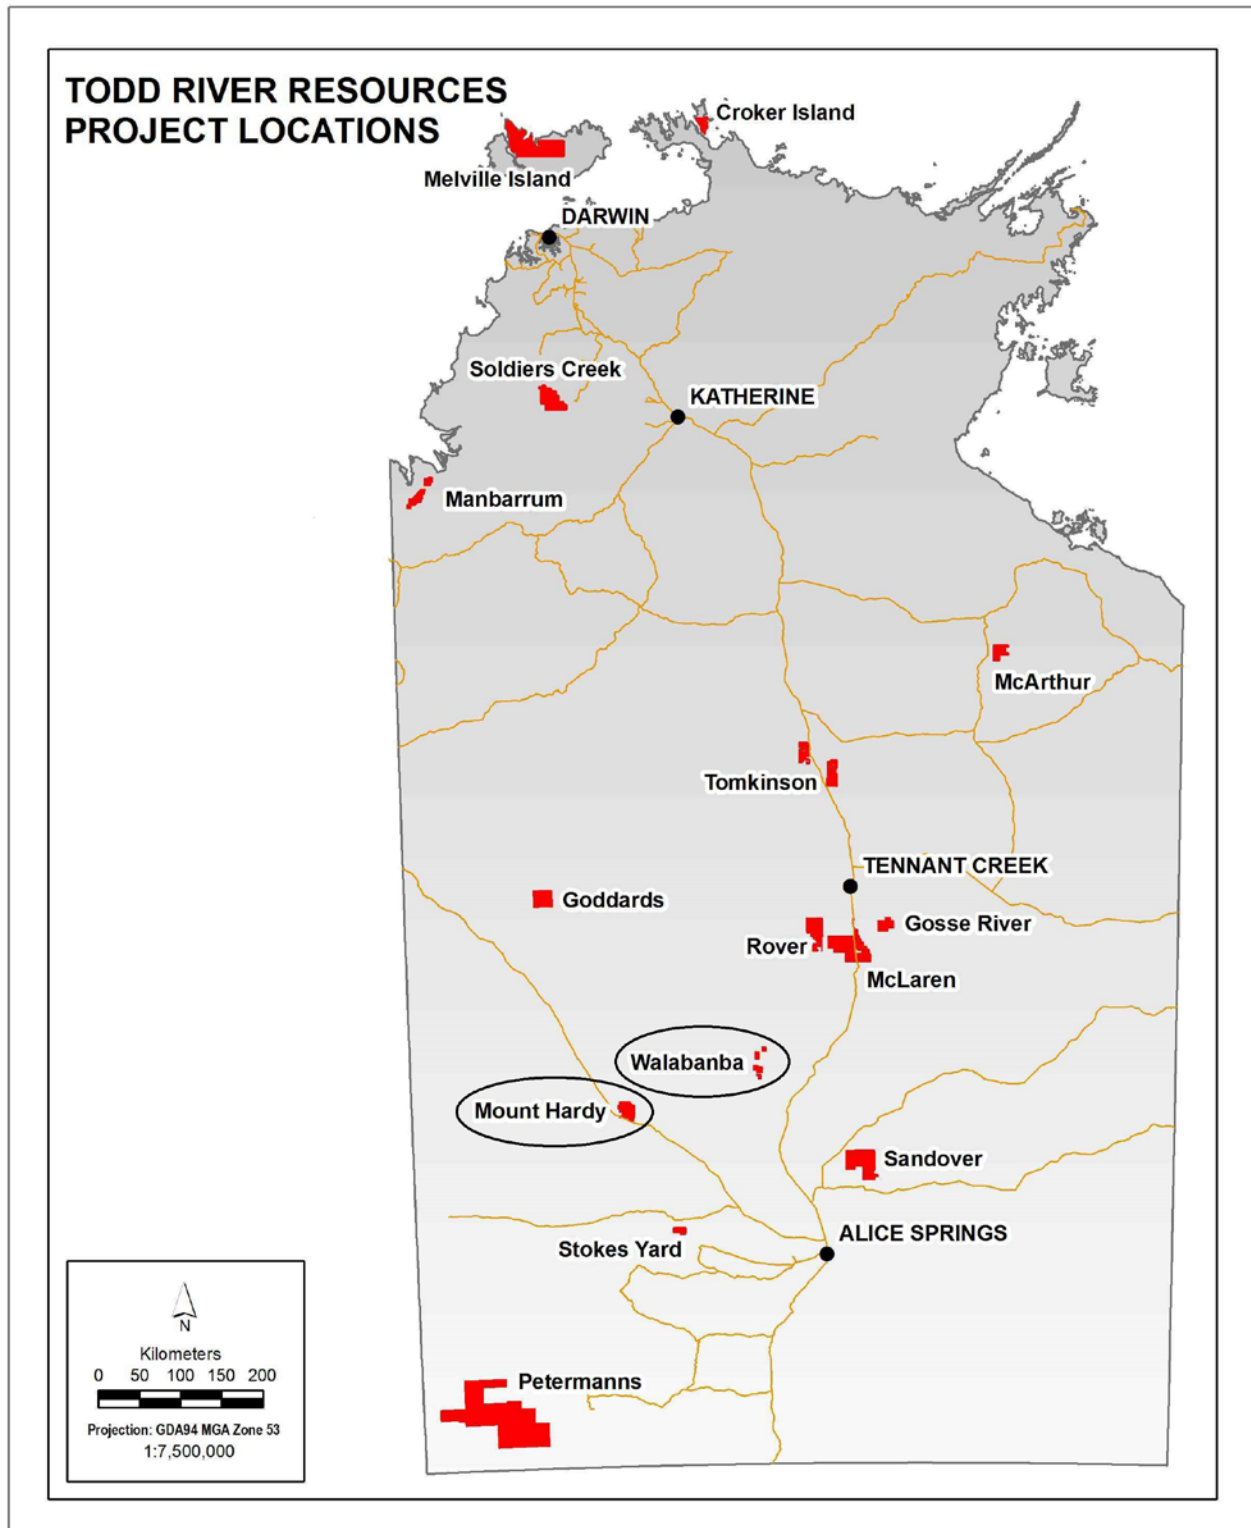 TODD RIVER RESOURCES
PROJECT LOCATIONS
Croker Island
Melville Island
DARWIN
Soldiers Creek
KATHERINE
Manbarrum
McArthur
Tomkinson
TENNANT CREEK
Goddards
Gosse River
Rover
McLaren
Walabanba
Mount Hardy
Sandover
ALICE SPRINGS
Stokes Yard
Petermanns
N
Kilometers
0 50 100 150 200
Projection: GDA94 MGA Zone 53
1:7,500,000